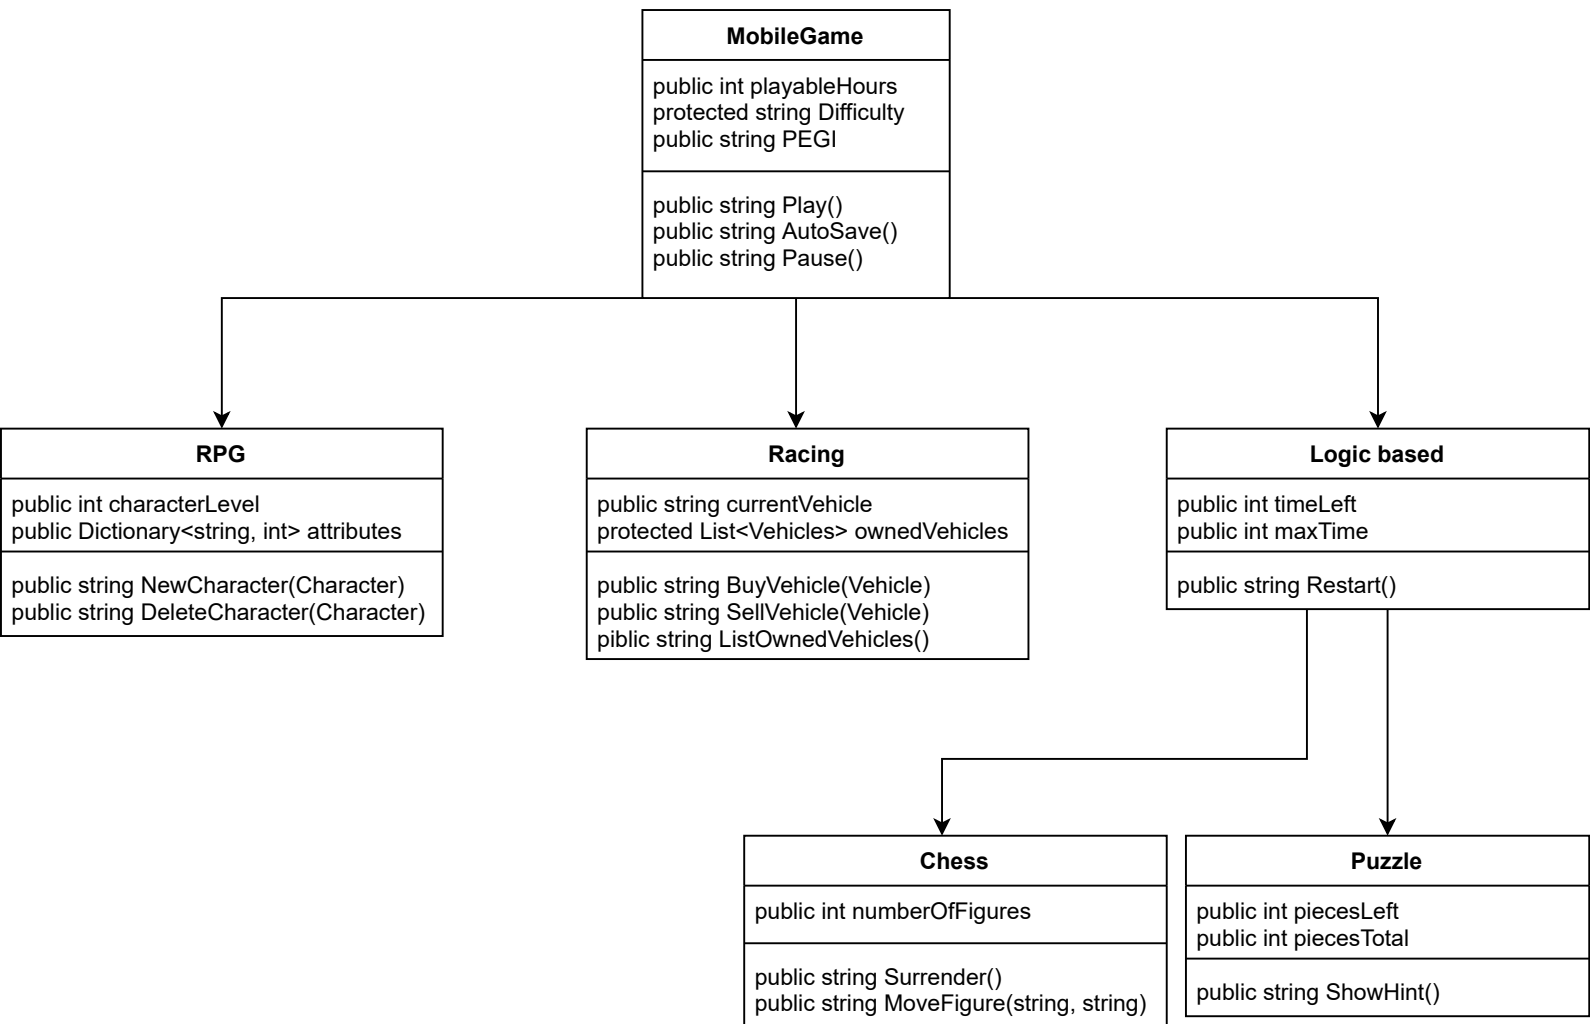 MobileGame
public int playableHours
protected string Difficulty
public string PEGI
public string Play()
public string AutoSave()
public string Pause()
RPG
public int characterLevel
public Dictionary<string, int> attributes
public string NewCharacter(Character)
public string DeleteCharacter(Character)
Racing
public string currentVehicle
protected List<Vehicles> ownedVehicles
public string BuyVehicle(Vehicle)
public string SellVehicle(Vehicle)
piblic string ListOwnedVehicles()
Logic based
public int timeLeft
public int maxTime
public string Restart()
Chess
public int numberOfFigures
public string Surrender()
public string MoveFigure(string, string)
Puzzle
public int piecesLeft
public int piecesTotal
public string ShowHint()